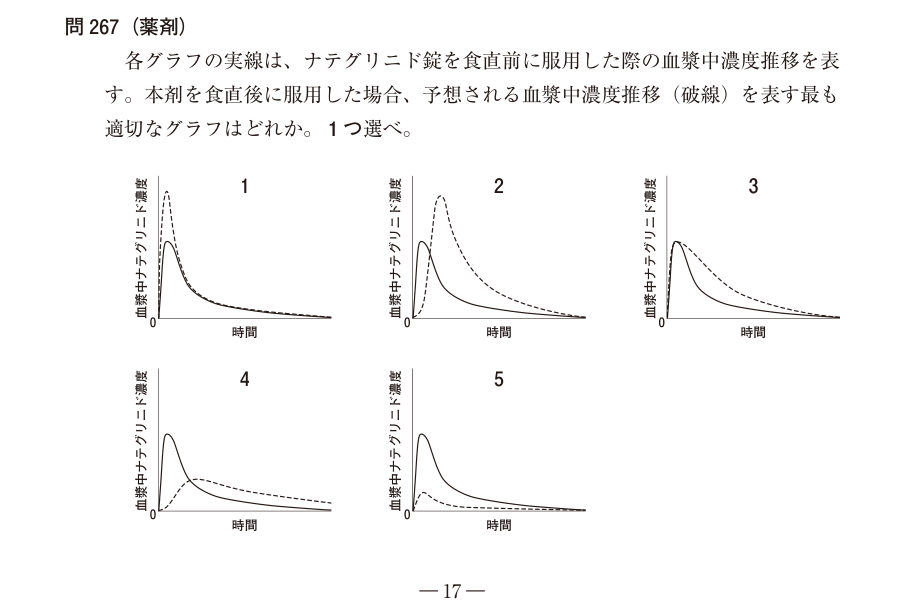 問 267（薬剤）
各グラフの実線は、ナテグリニド錠を食直前に服用した際の血漿中濃度推移を表
す。本剤を食直後に服用した場合、予想される血漿中濃度推移（破線）を表す最も
適切なグラフはどれか。1つ選べ。
1
血漿中ナテグリニド濃度
0
時間
2
血漿中ナテグリニド濃度
0
時間
3
血漿中ナテグリニド濃度
0
時間
4
血漿中ナテグリニド濃度
0
時間
5
血漿中ナテグリニド濃度
0
時間
― 17 ―